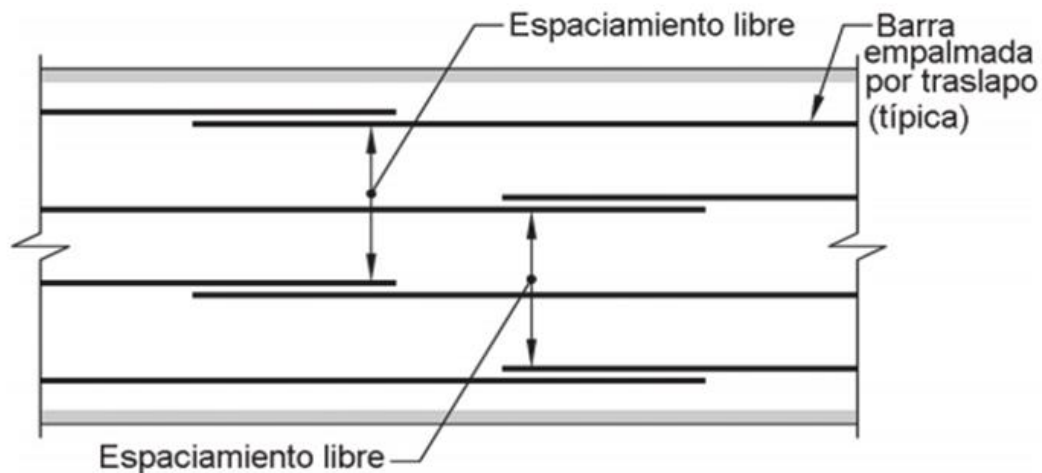 Espaciamiento libre
Barra
empalmada
por traslapo
(típica)
Espaciamiento libre